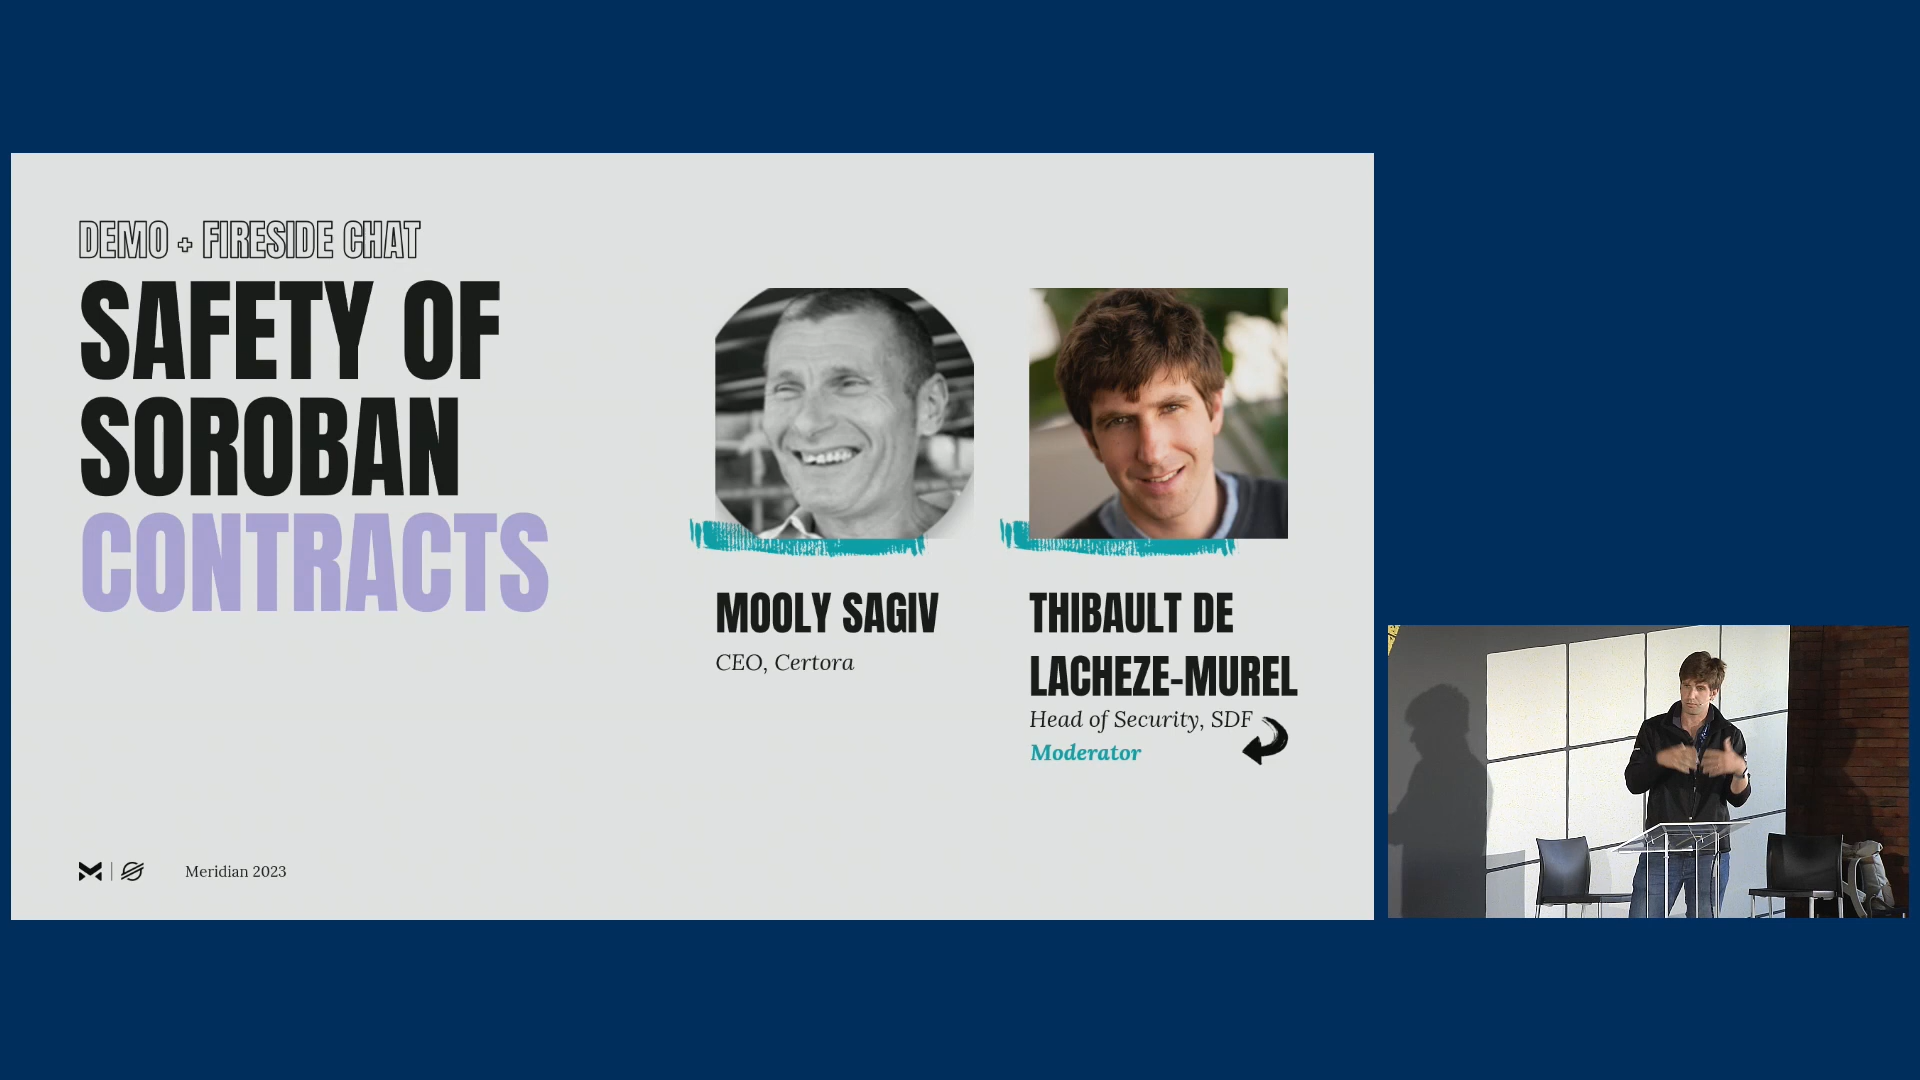 DEMO + FIRESIDE CHAT
SAFETY OF
SOROBAN
CONTRACTS
MOOLY SAGIV
CEO, Certora
THIBAULT DE
LACHEZE-MUREL
Head of Security, SDF
Moderator
Meridian 2023